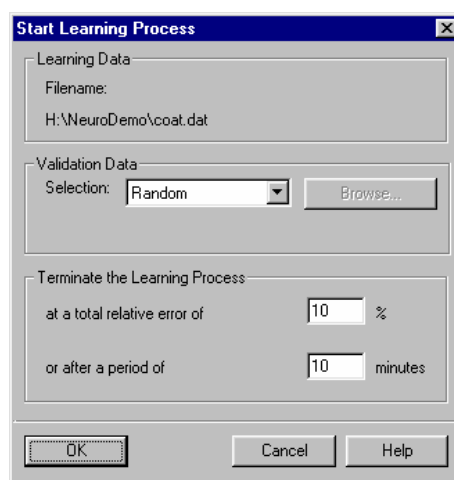 Start Learning Process
Learning Data
Filename:
H:\NeuroDemo\coat.dat
Validation Data
Selection: Random Browse...
Terminate the Learning Process
at a total relative error of 10 %
or after a period of 10 minutes
OK Cancel Help